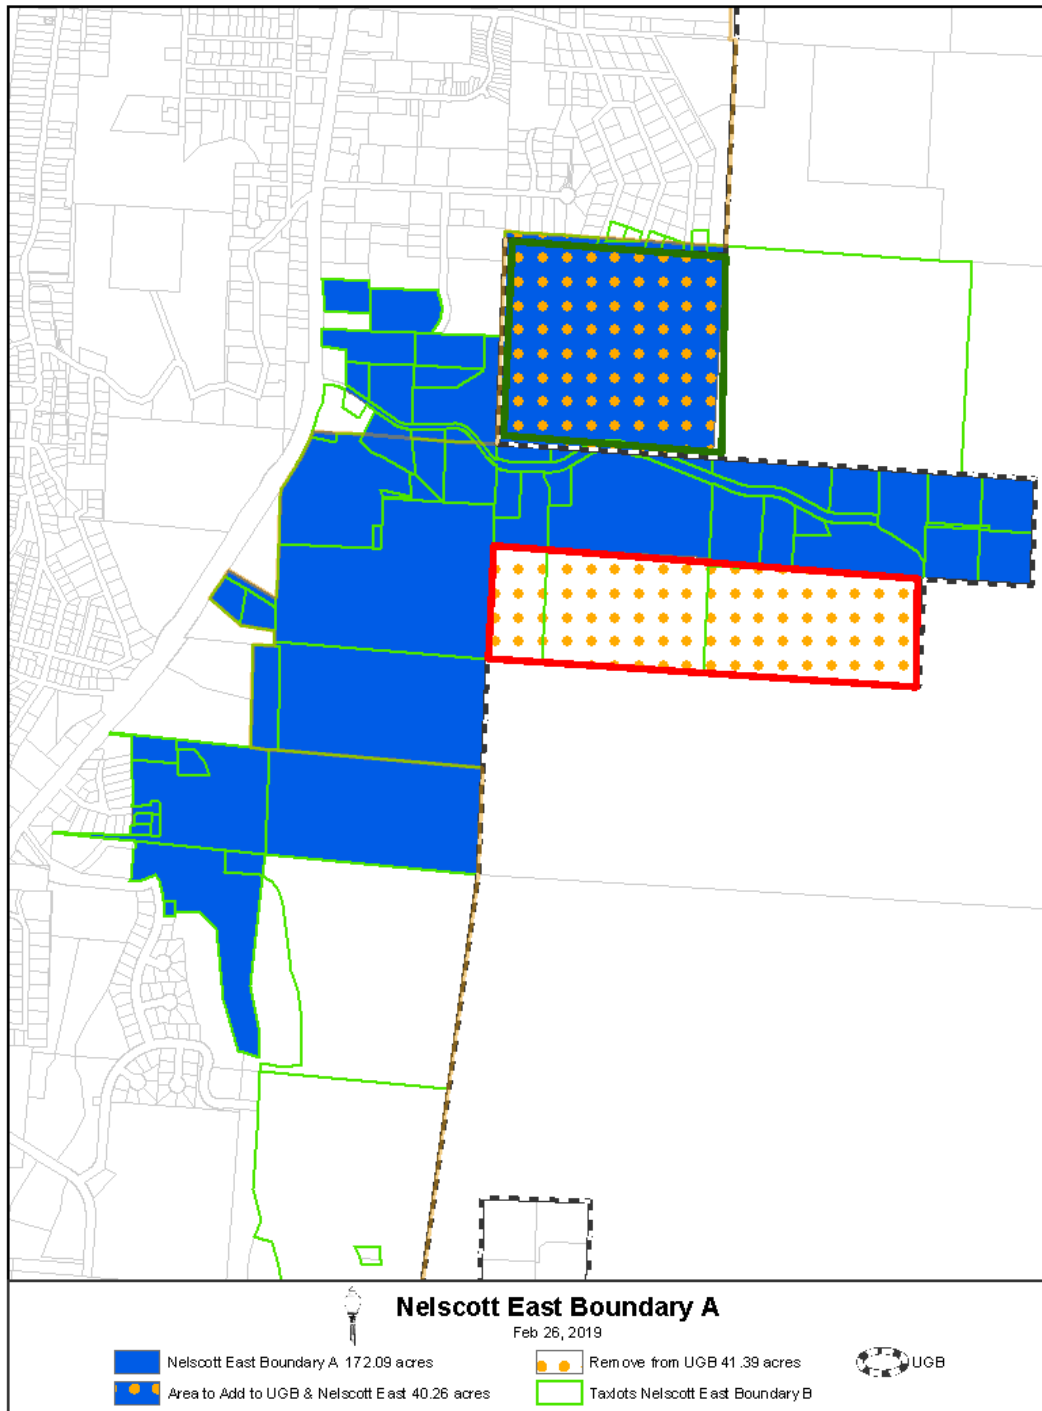 Nelscott East Boundary A
Feb 26, 2019
Nelscott East Boundary A 172.09 acres
Remove from UGB 41.39 acres
UGB
Area to Add to UGB & Nelscott East 40.26 acres
Taxlots Nelscott East Boundary B